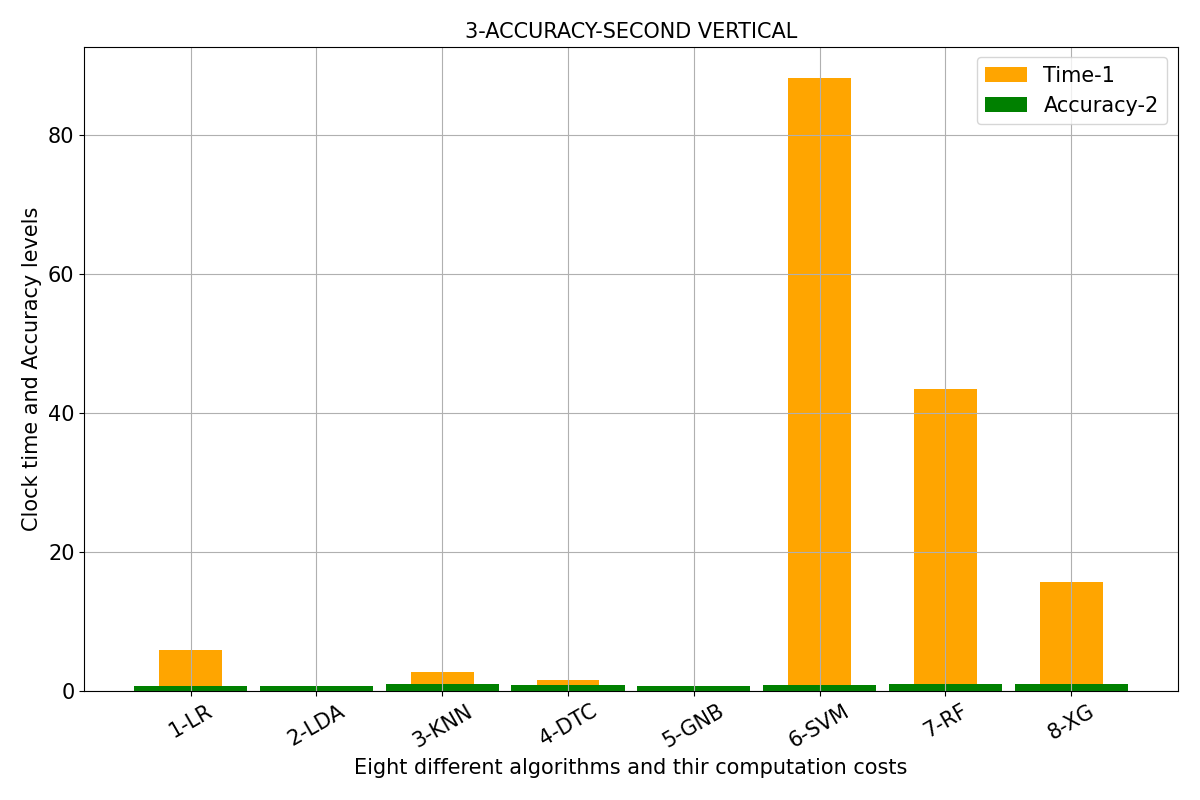 3-ACCURACY-SECOND VERTICAL
Time-1
Accuracy-2
Clock time and Accuracy levels
80
60
40
20
0
1-LR
2-LDA
3-KNN
4-DTC
5-GNB
6-SVM
7-RF
8-XG
Eight different algorithms and thir computation costs